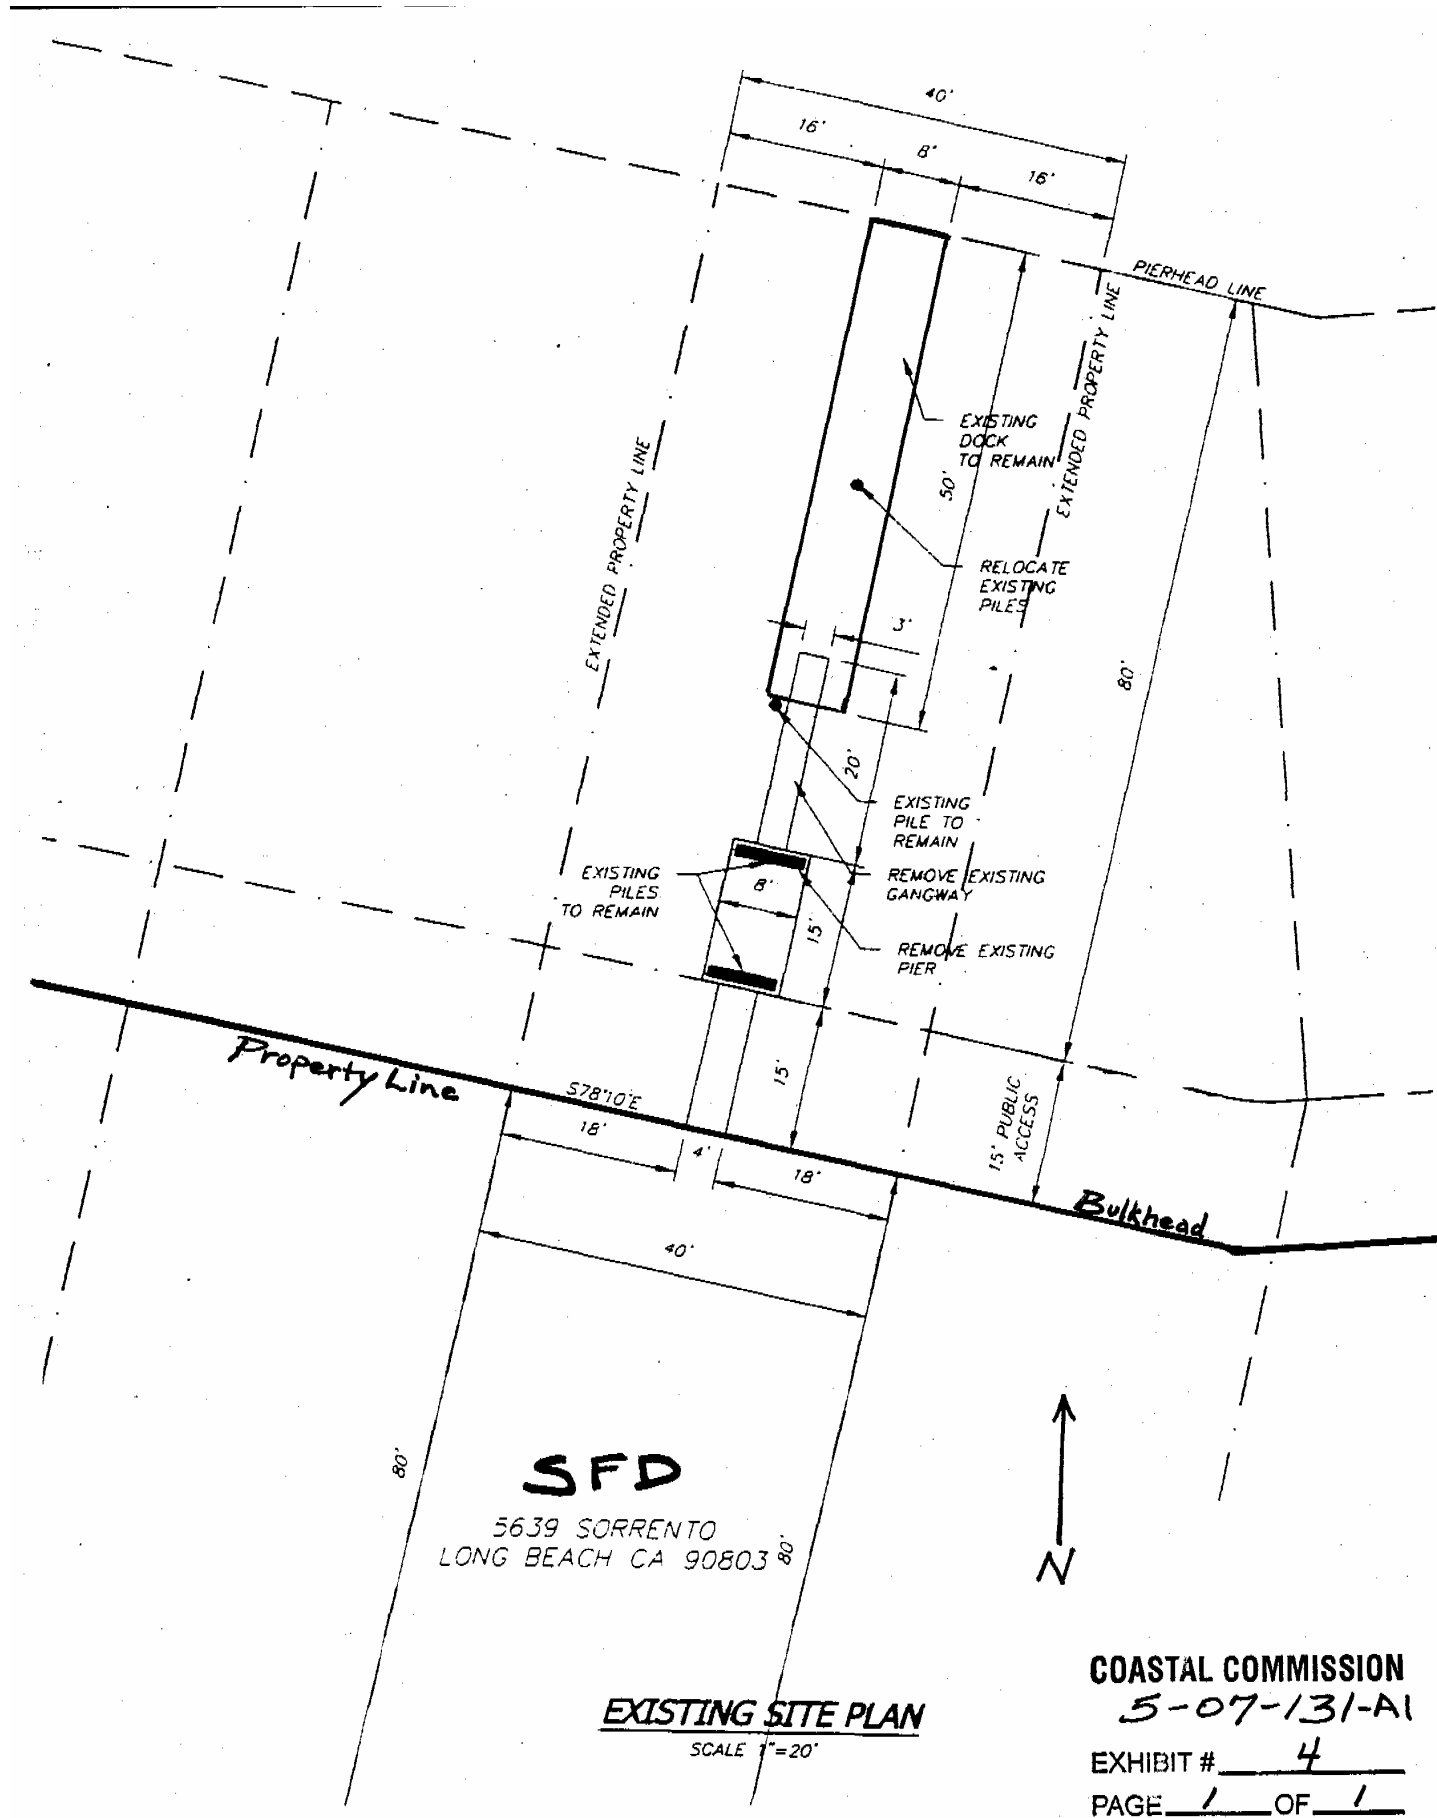 40'
16'
8'
16'
PIERHEAD LINE
EXTENDED PROPERTY LINE
EXTENDED PROPERTY LINE
EXISTING
DOCK
TO REMAIN
50'
RELOCATE
EXISTING
PILES
3'
80'
20'
EXISTING
PILE TO
REMAIN
EXISTING
PILES
TO REMAIN
8'
REMOVE EXISTING
GANGWAY
15'
REMOVE EXISTING
PIER
Property Line
S78°10'E
15'
15' PUBLIC
ACCESS
18'
4'
18'
Bulkhead
40'
80'
SFD
5639 SORRENTO
LONG BEACH CA 90803
80'
N
EXISTING SITE PLAN
SCALE 1"=20'
COASTAL COMMISSION
5-07-131-A1
EXHIBIT # 4
PAGE 1 OF 1